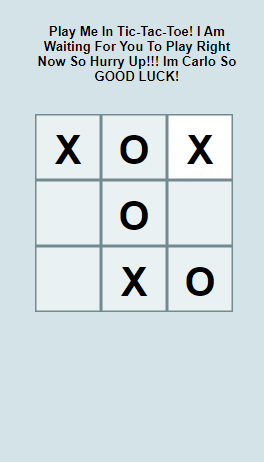 Play Me In Tic-Tac-Toe! I Am
Waiting For You To Play Right
Now So Hurry Up!!! Im Carlo So
GOOD LUCK!
X O X
O
X O